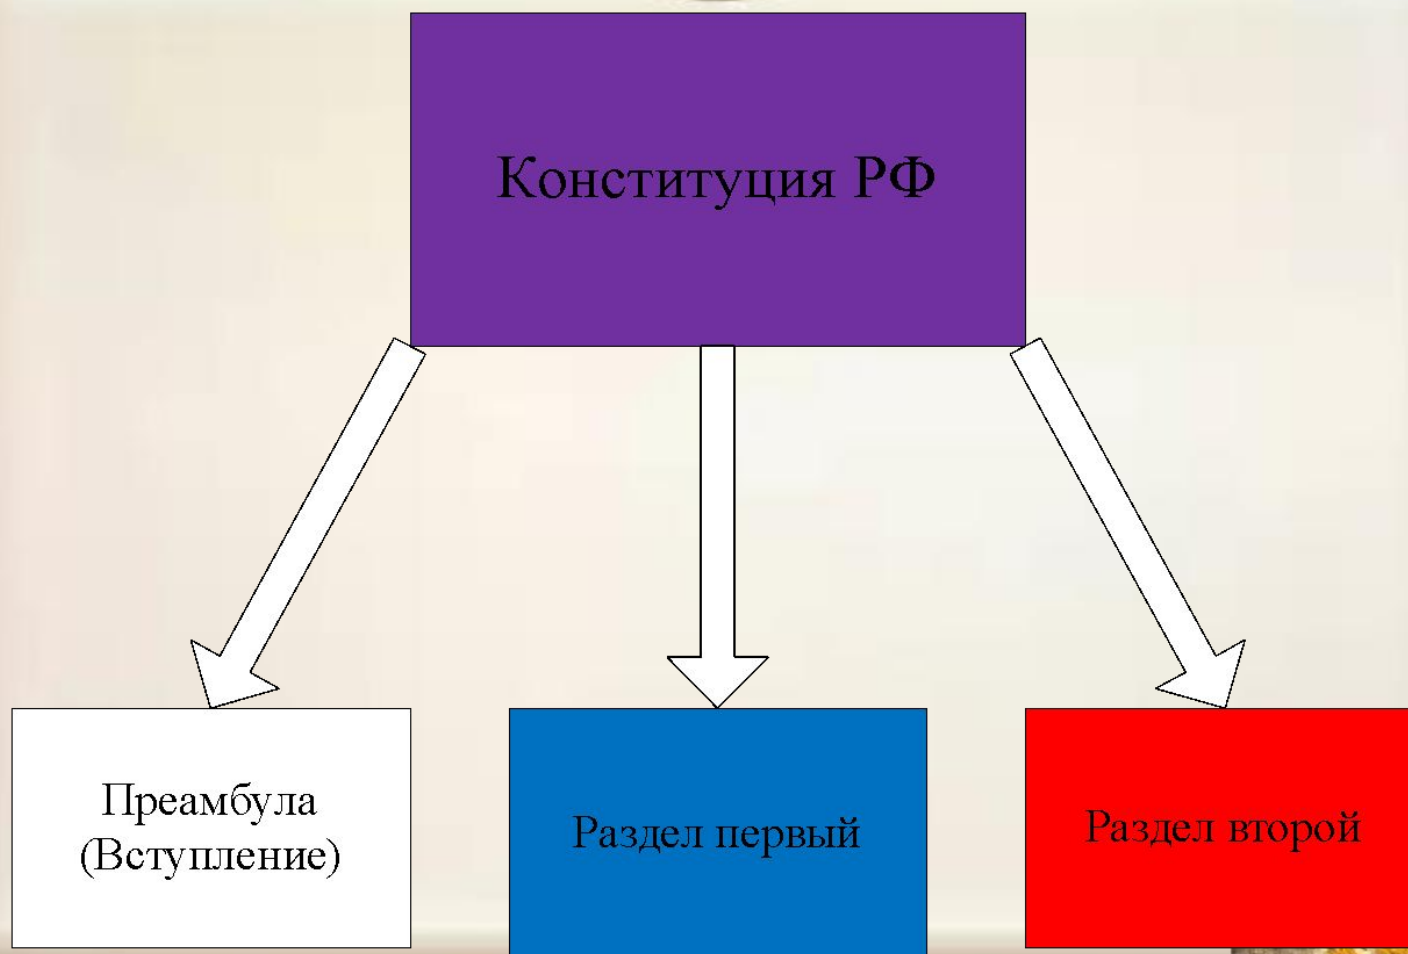 Конституция РФ
Преамбула
(Вступление)
Раздел первый
Раздел второй